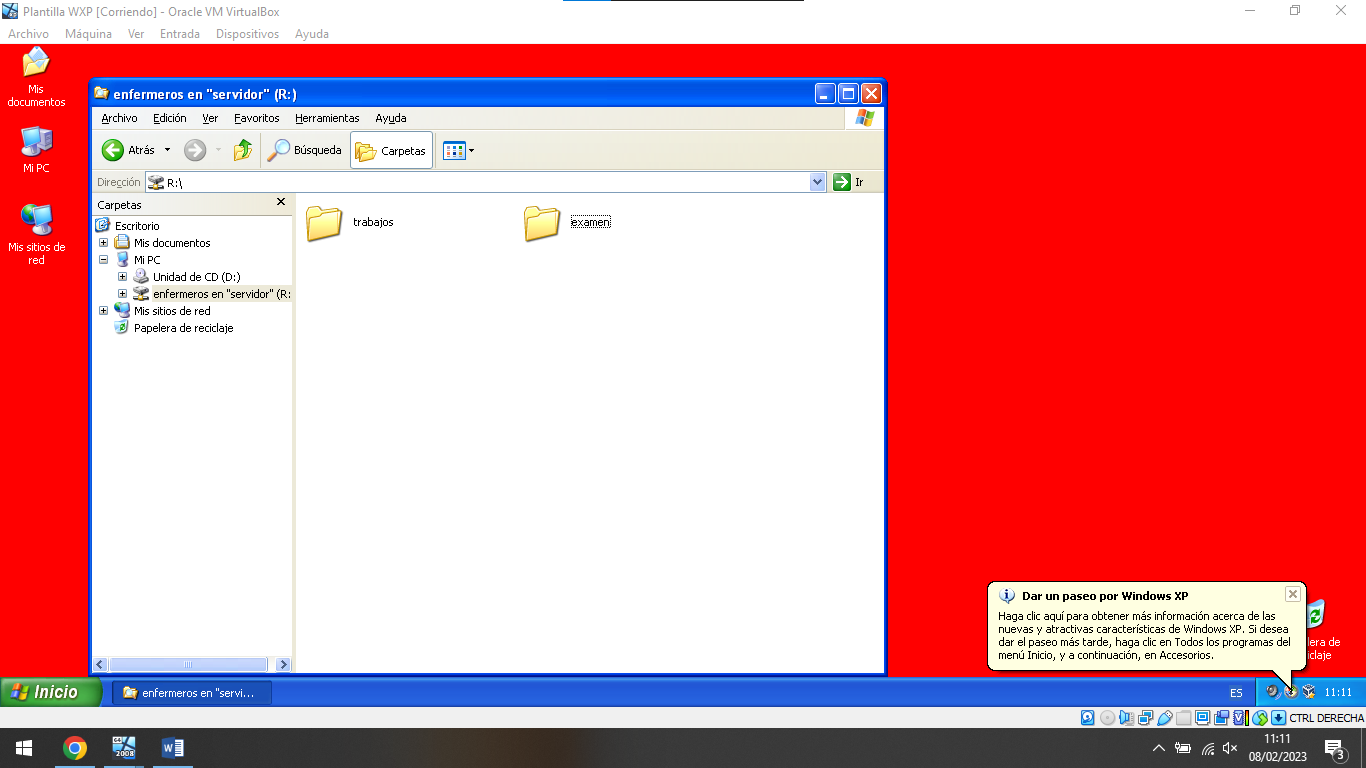 Plantilla WXP [Corriendo] - Oracle VM VirtualBox
Archivo Máquina Ver Entrada Dispositivos Ayuda
Mis
documentos
Mi PC
Mis sitios de
red
enfermeros en "servidor" (R:)
Archivo Edición Ver Favoritos Herramientas Ayuda
Atrás Búsqueda Carpetas
Dirección R:\ Ir
Carpetas
Escritorio
Mis documentos
Mi PC
Unidad de CD (D:)
enfermeros en "servidor" (R:
Mis sitios de red
Papelera de reciclaje
trabajos examen
Dar un paseo por Windows XP
Haga clic aquí para obtener más información acerca de las
nuevas y atractivas características de Windows XP. Si desea
dar el paseo más tarde, haga clic en Todos los programas del
menú Inicio, y a continuación, en Accesorios.
lera de
iclaje
Inicio enfermeros en "servi... ES 11:11
CTRL DERECHA
2008
11:11
08/02/2023
3